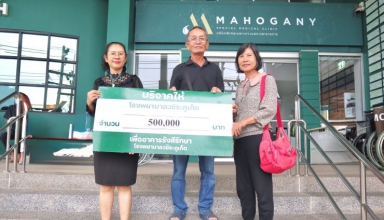 MAHOGANY
SPECIAL MEDICAL CLINIC
บริจาคให้
โรงพยาบาลวชิระภูเก็ต
จำนวน 500,000 บาท
เพื่ออาคารรังสีรักษา
โรงพยาบาลวชิระภูเก็ต